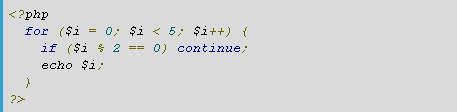 <?php
  for ($i = 0; $i < 5; $i++) {
    if ($i % 2 == 0) continue;
    echo $i;
  }
?>